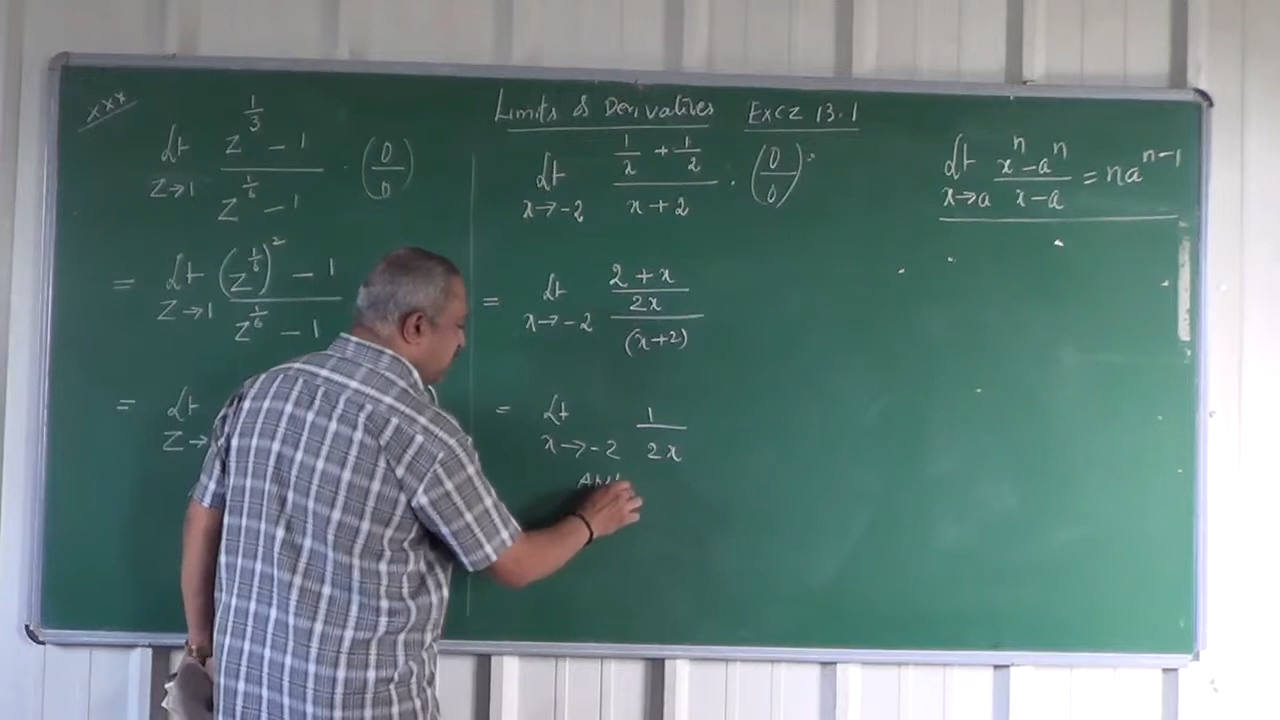 xxx
Limits & Derivatives Excz 13.1
Lt z→1 (z^(1/3) - 1)/(z^(1/6) - 1) . (0/0)
= Lt z→1 ((z^(1/6))^2 - 1)/(z^(1/6) - 1)
= Lt z→
Lt x→-2 (1/x + 1/2)/(x+2) . (0/0)
= Lt x→-2 ((2+x)/2x)/(x+2)
= Lt x→-2 1/2x
Lt x→a (x^n - a^n)/(x-a) = na^(n-1)